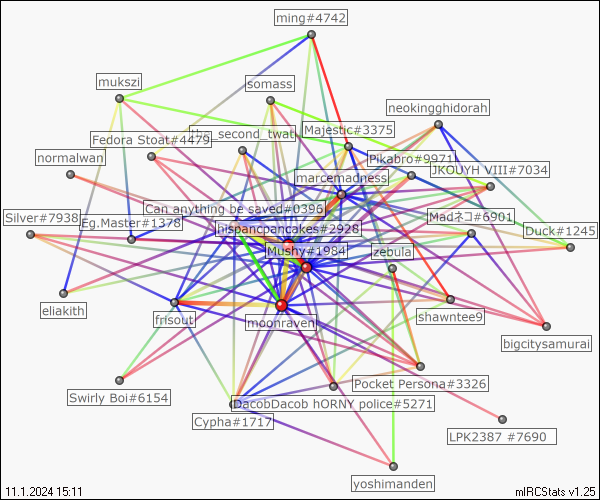 ming#4742
mukszi
somass
neokingghidorah
the_second_twat
Majestic#3375
Fedora Stoat#4479
normalwan
Pikabro#9971
JKOUYH VIII#7034
marcemadness
Can anything be saved#0396
Silver#7938
Eg.Master#1378
Madネコ#6901
hispancpancakes#2928
Duck#1245
Mushy#1984
zebula
eliakith
frisout
moonraven
shawntee9
bigcitysamurai
Pocket Persona#3326
Swirly Boi#6154
DacobDacob hORNY police#5271
Cypha#1717
LPK2387 #7690
yoshimanden
11.1.2024 15:11
mIRCStats v1.25